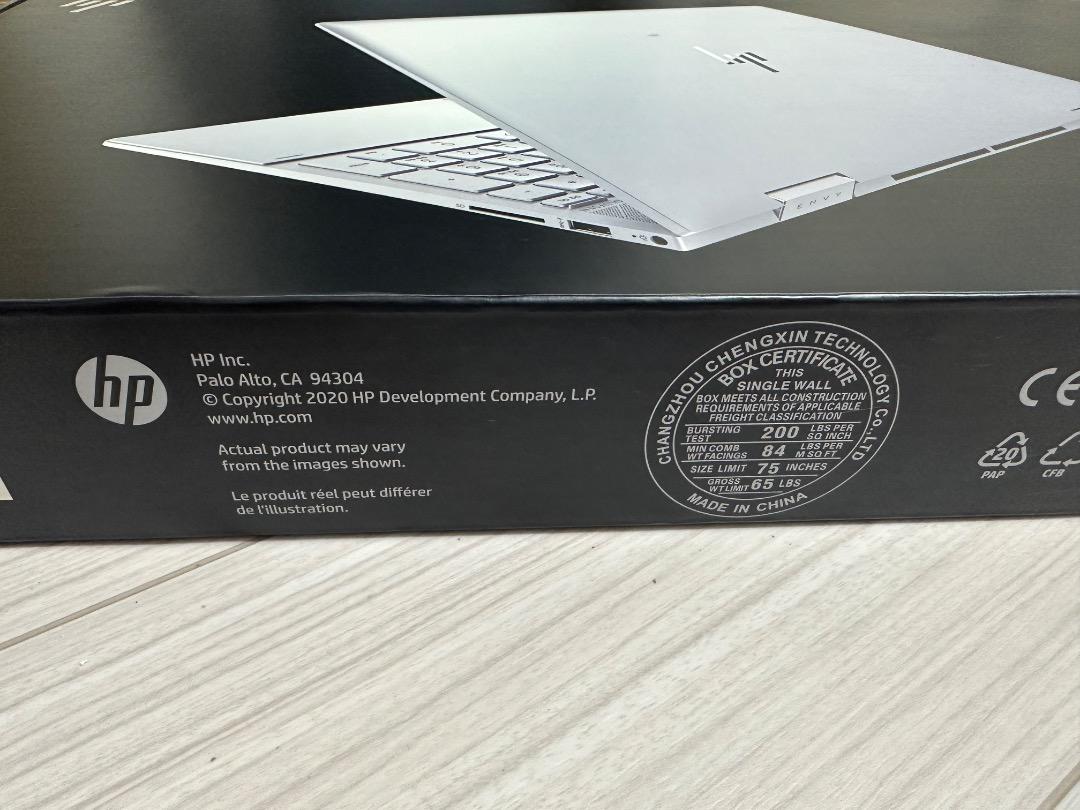 ENVY
hp
HP Inc.
Palo Alto, CA 94304
© Copyright 2020 HP Development Company, L.P.
www.hp.com
Actual product may vary
from the images shown.
Le produit réel peut différer
de l'illustration.
CHANGZHOU CHENGXIN TECHNOLOGY CO.,LTD
BOX CERTIFICATE
THIS
SINGLE WALL
BOX MEETS ALL CONSTRUCTION
REQUIREMENTS OF APPLICABLE
FREIGHT CLASSIFICATION
BURSTING TEST 200 LBS PER SQ INCH
MIN COMB WT FACINGS 84 LBS PER M SQ FT
SIZE LIMIT 75 INCHES
GROSS WT LIMIT 65 LBS
MADE IN CHINA
CE
20
PAP
CFB